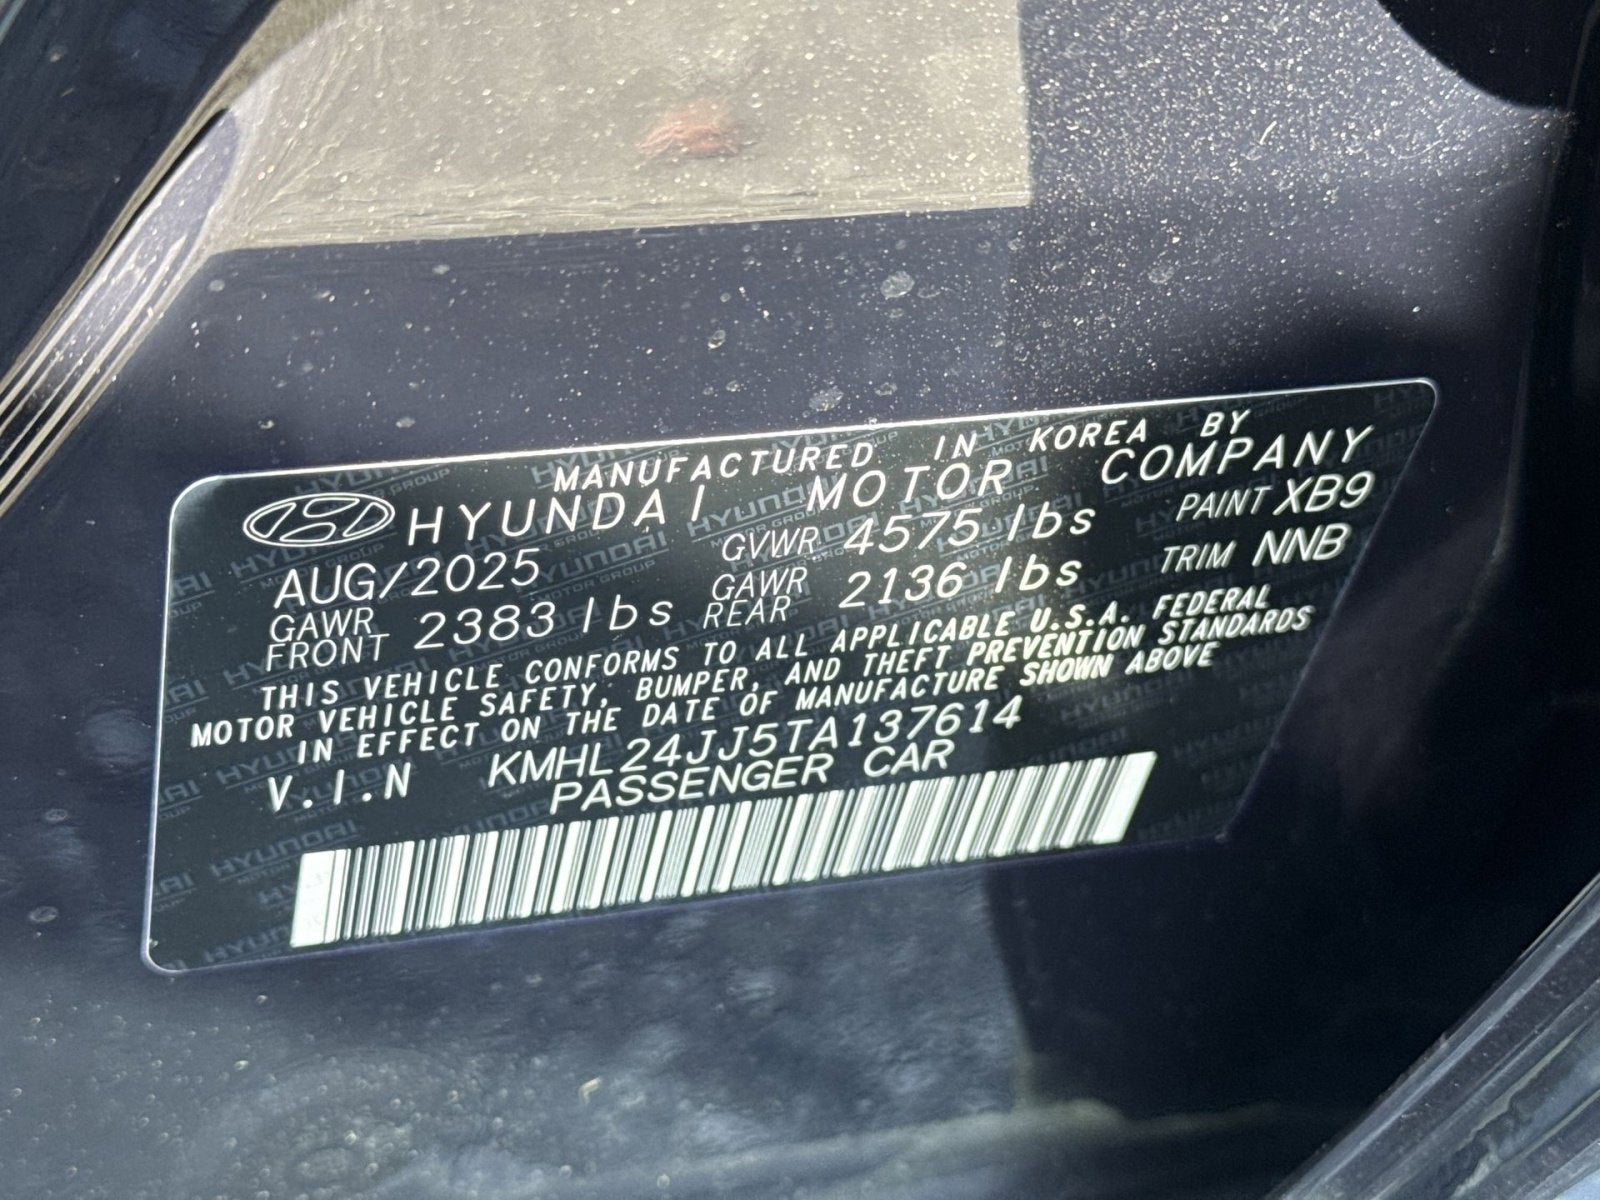 MANUFACTURED IN KOREA BY
HYUNDAI MOTOR COMPANY
AUG/2025 GVWR 4575 lbs PAINT XB9
GAWR FRONT 2383 lbs GAWR REAR 2136 lbs TRIM NNB
THIS VEHICLE CONFORMS TO ALL APPLICABLE U.S.A. FEDERAL
MOTOR VEHICLE SAFETY, BUMPER, AND THEFT PREVENTION STANDARDS
IN EFFECT ON THE DATE OF MANUFACTURE SHOWN ABOVE
V.I.N KMHL24JJ5TA137614
PASSENGER CAR